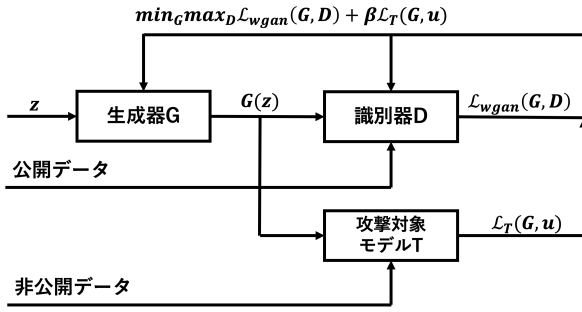 min_G max_D ℒ_wgan(G, D) + βℒ_T(G, u)
z
生成器G
G(z)
識別器D
ℒ_wgan(G, D)
公開データ
攻撃対象
モデルT
ℒ_T(G, u)
非公開データ